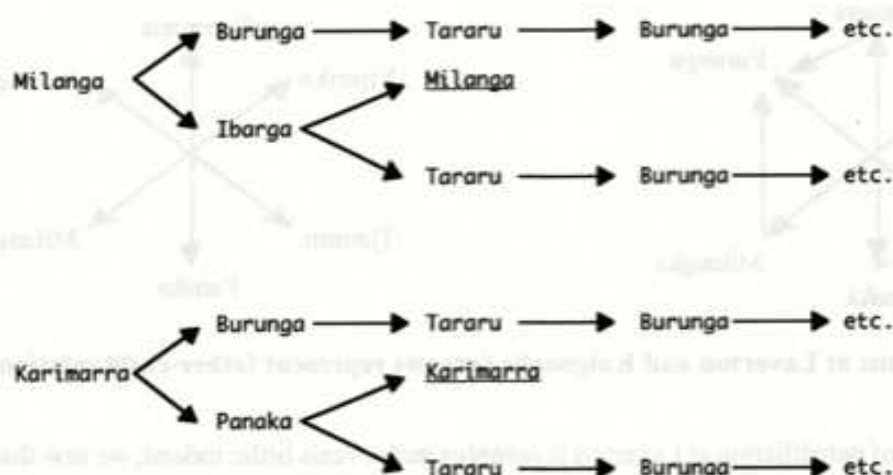 Burunga Tararu Burunga etc.
Milanga Milanga
Ibarga
Tararu Burunga etc.
Burunga Tararu Burunga etc.
Karimarra Karimarra
Panaka
Tararu Burunga etc.